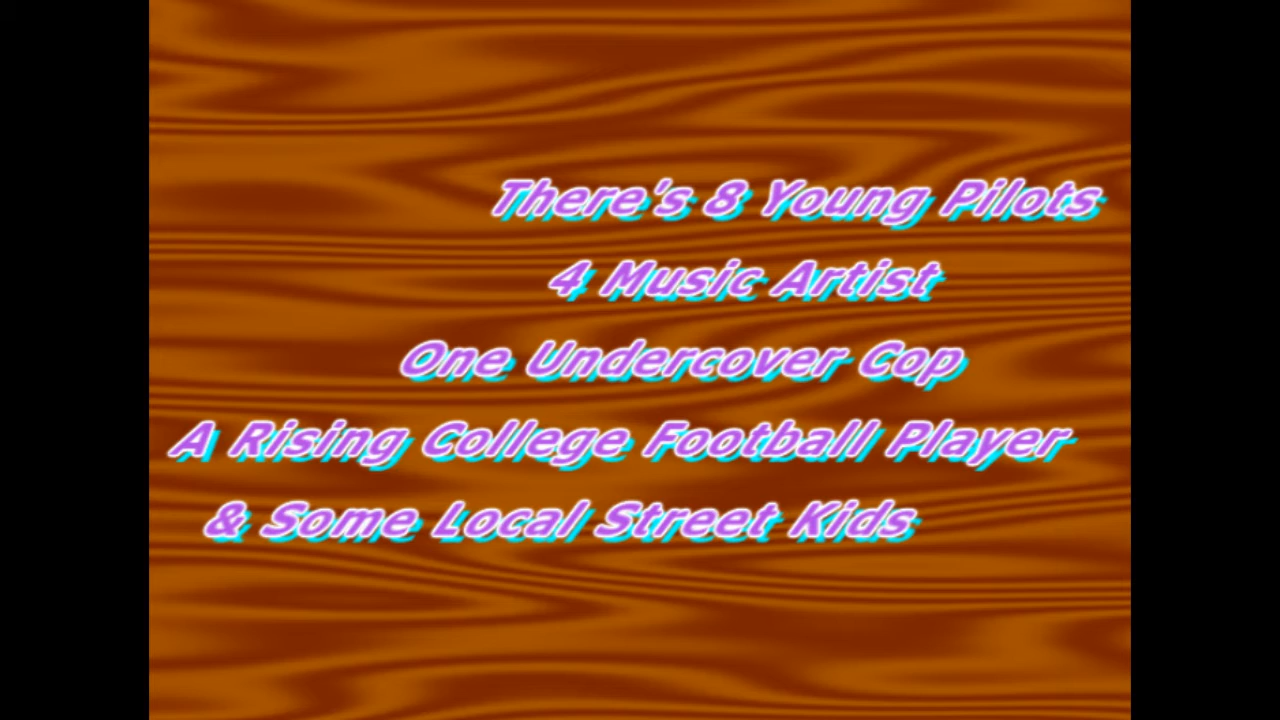 There's 8 Young Pilots
4 Music Artist
One Undercover Cop
A Rising College Football Player
& Some Local Street Kids